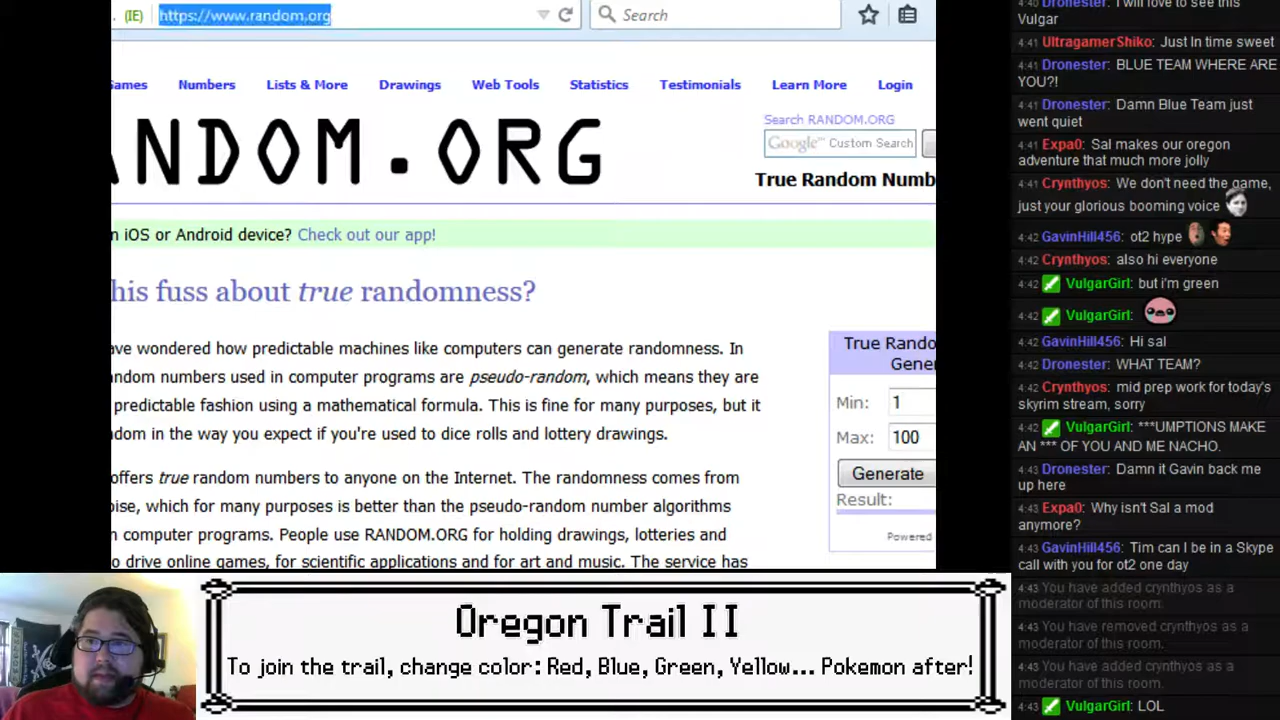 (IE) https://www.random.org Search
Games Numbers Lists & More Drawings Web Tools Statistics Testimonials Learn More Login
ANDOM.ORG
Search RANDOM.ORG
Google™ Custom Search
True Random Numb
n iOS or Android device? Check out our app!
his fuss about true randomness?
ave wondered how predictable machines like computers can generate randomness. In
ndom numbers used in computer programs are pseudo-random, which means they are
predictable fashion using a mathematical formula. This is fine for many purposes, but it
dom in the way you expect if you're used to dice rolls and lottery drawings.
offers true random numbers to anyone on the Internet. The randomness comes from
oise, which for many purposes is better than the pseudo-random number algorithms
n computer programs. People use RANDOM.ORG for holding drawings, lotteries and
o drive online games, for scientific applications and for art and music. The service has
True Rando
Gener
Min: 1
Max: 100
Generate
Result:
Powered
Oregon Trail II
To join the trail, change color: Red, Blue, Green, Yellow... Pokemon after!
4:40 Dronester: I will love to see this
Vulgar
4:41 UltragamerShiko: Just In time sweet
4:41 Dronester: BLUE TEAM WHERE ARE
YOU?!
4:41 Dronester: Damn Blue Team just
went quiet
4:41 Expa0: Sal makes our oregon
adventure that much more jolly
4:41 Crynthyos: We don't need the game,
just your glorious booming voice
4:42 GavinHill456: ot2 hype
4:42 Crynthyos: also hi everyone
4:42 VulgarGirl: but i'm green
4:42 VulgarGirl:
4:42 GavinHill456: Hi sal
4:42 Dronester: WHAT TEAM?
4:42 Crynthyos: mid prep work for today's
skyrim stream, sorry
4:42 VulgarGirl: ***UMPTIONS MAKE
AN *** OF YOU AND ME NACHO.
4:43 Dronester: Damn it Gavin back me
up here
4:43 Expa0: Why isn't Sal a mod
anymore?
4:43 GavinHill456: Tim can I be in a Skype
call with you for ot2 one day
4:43 You have added crynthyos as a
moderator of this room.
4:43 You have removed crynthyos as a
moderator of this room.
4:43 You have added crynthyos as a
moderator of this room.
4:43 VulgarGirl: LOL